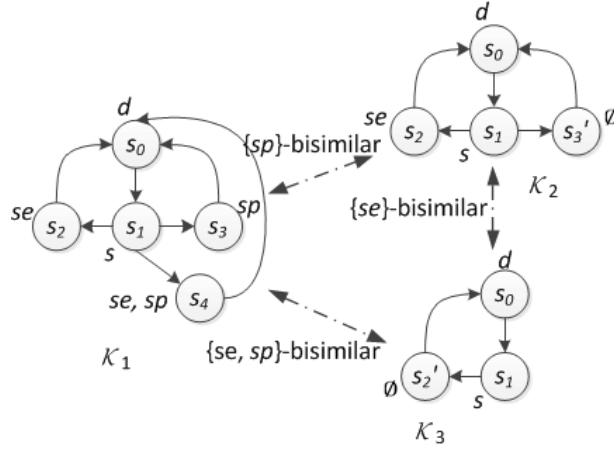 d
s0
se s2 s1 s3 sp
s
se, sp s4
K1
{sp}-bisimilar
d
s0
se s2 s1 s3' ∅
s
K2
{se}-bisimilar
{se, sp}-bisimilar
d
s0
∅ s2' s1
s
K3